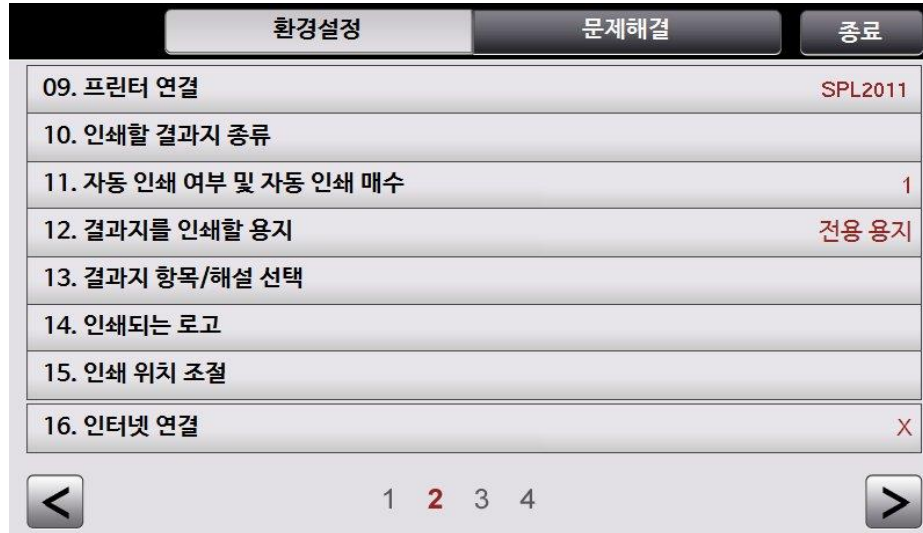 환경설정 문제해결 종료
09. 프린터 연결 SPL2011
10. 인쇄할 결과지 종류
11. 자동 인쇄 여부 및 자동 인쇄 매수 1
12. 결과지를 인쇄할 용지 전용 용지
13. 결과지 항목/해설 선택
14. 인쇄되는 로고
15. 인쇄 위치 조절
16. 인터넷 연결 X
< 1 2 3 4 >